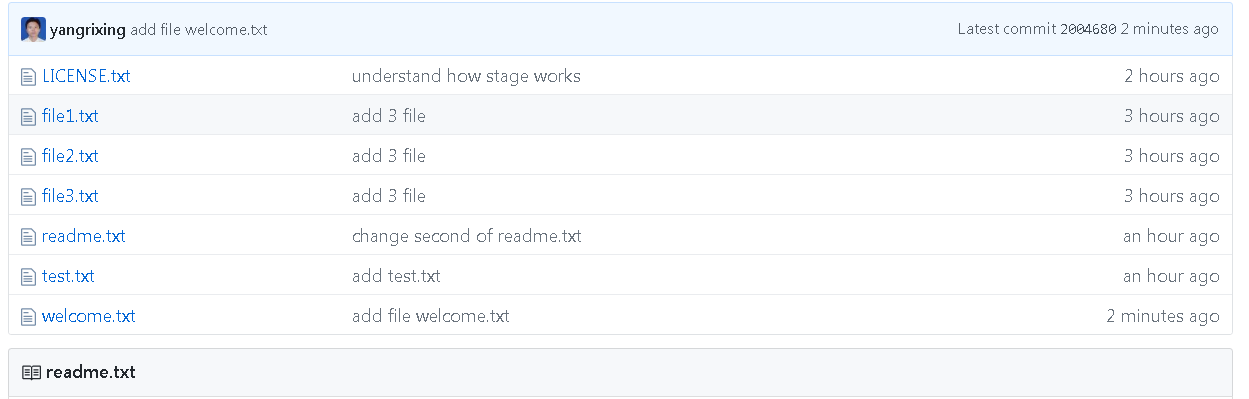 yangrixing add file welcome.txt Latest commit 2004680 2 minutes ago
LICENSE.txt understand how stage works 2 hours ago
file1.txt add 3 file 3 hours ago
file2.txt add 3 file 3 hours ago
file3.txt add 3 file 3 hours ago
readme.txt change second of readme.txt an hour ago
test.txt add test.txt an hour ago
welcome.txt add file welcome.txt 2 minutes ago
readme.txt